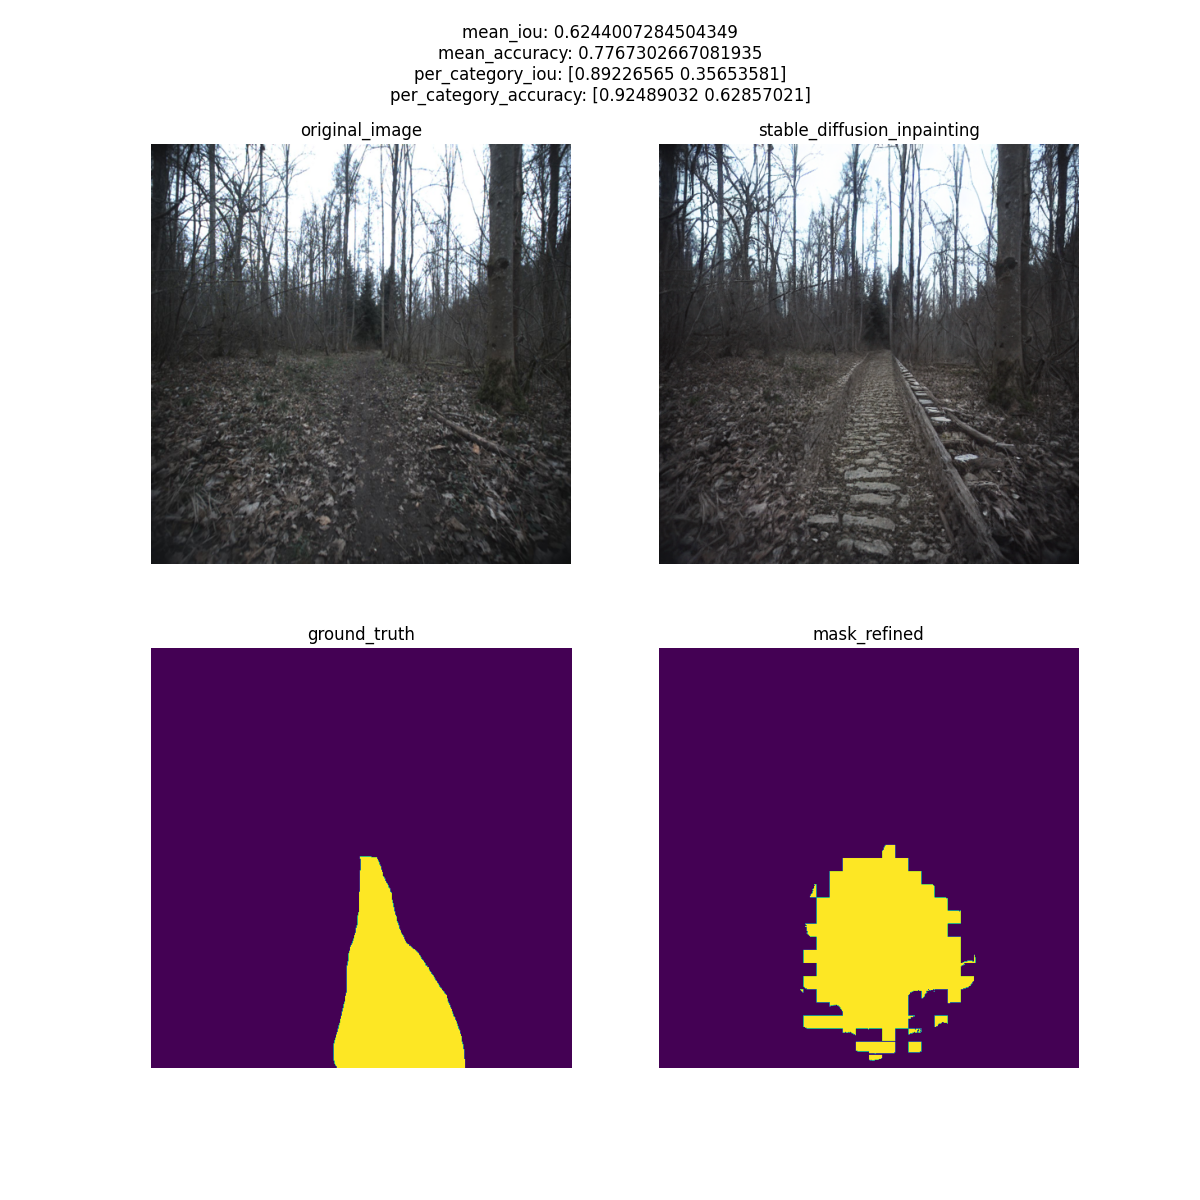 mean_iou: 0.6244007284504349
mean_accuracy: 0.7767302667081935
per_category_iou: [0.89226565 0.35653581]
per_category_accuracy: [0.92489032 0.62857021]
original_image
stable_diffusion_inpainting
ground_truth
mask_refined